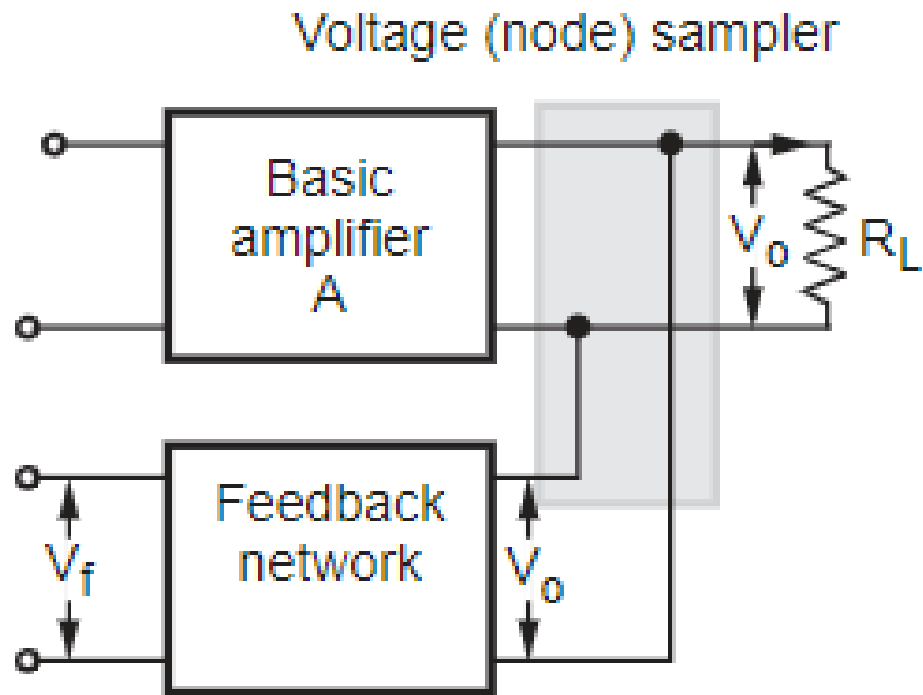 Voltage (node) sampler
Basic
amplifier
A
Vo
RL
Feedback
network
Vf
Vo